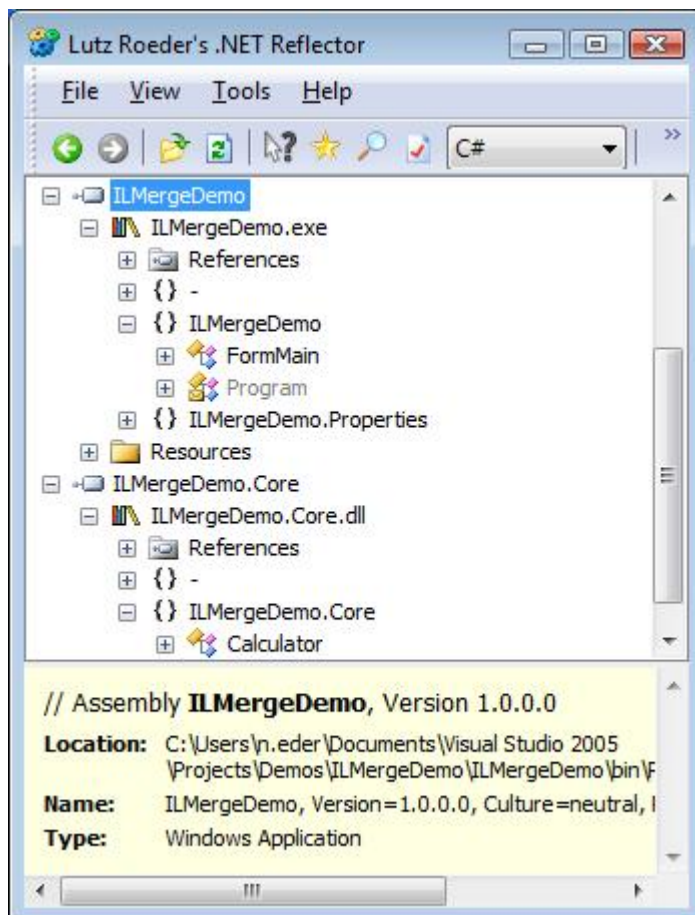 Lutz Roeder's .NET Reflector
File View Tools Help
C#
ILMergeDemo
ILMergeDemo.exe
References
{} -
{} ILMergeDemo
FormMain
Program
{} ILMergeDemo.Properties
Resources
ILMergeDemo.Core
ILMergeDemo.Core.dll
References
{} -
{} ILMergeDemo.Core
Calculator
// Assembly ILMergeDemo, Version 1.0.0.0
Location: C:\Users\n.eder\Documents\Visual Studio 2005
\Projects\Demos\ILMergeDemo\ILMergeDemo\bin\
Name: ILMergeDemo, Version=1.0.0.0, Culture=neutral,
Type: Windows Application